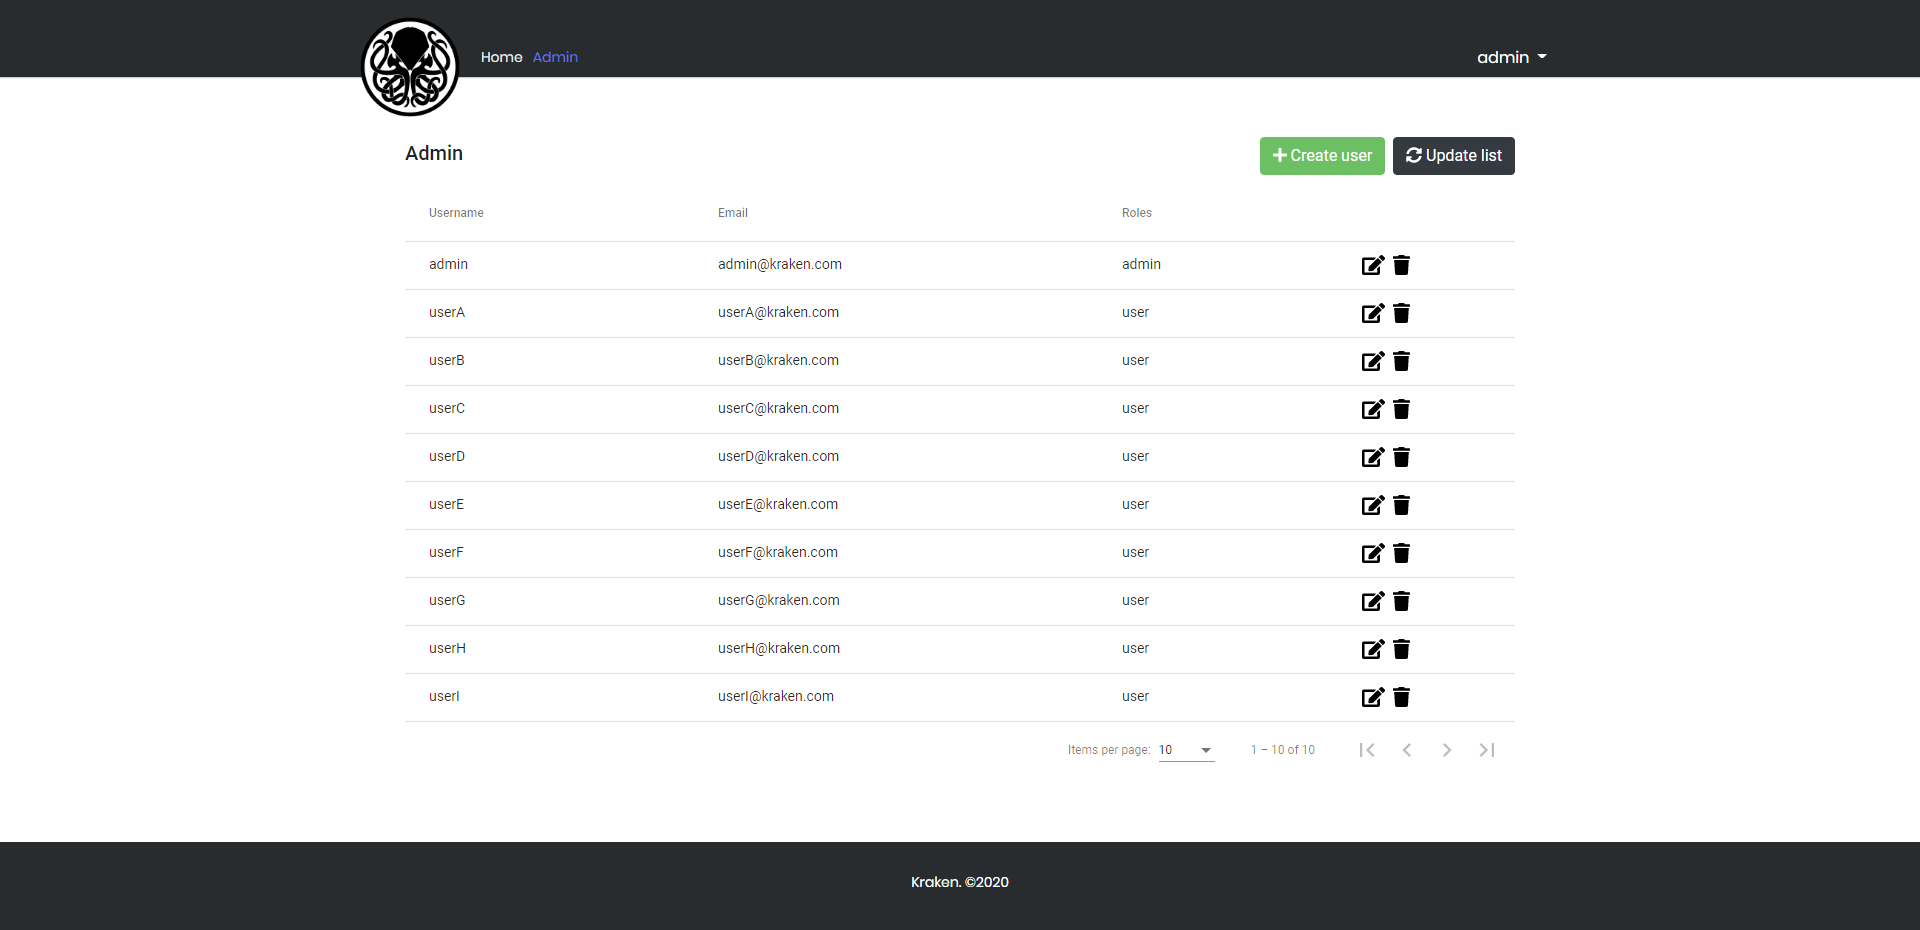 Home Admin admin
Admin Create user Update list
Username Email Roles
admin admin@kraken.com admin
userA userA@kraken.com user
userB userB@kraken.com user
userC userC@kraken.com user
userD userD@kraken.com user
userE userE@kraken.com user
userF userF@kraken.com user
userG userG@kraken.com user
userH userH@kraken.com user
userI userI@kraken.com user
Items per page: 10 1 – 10 of 10
Kraken. ©2020